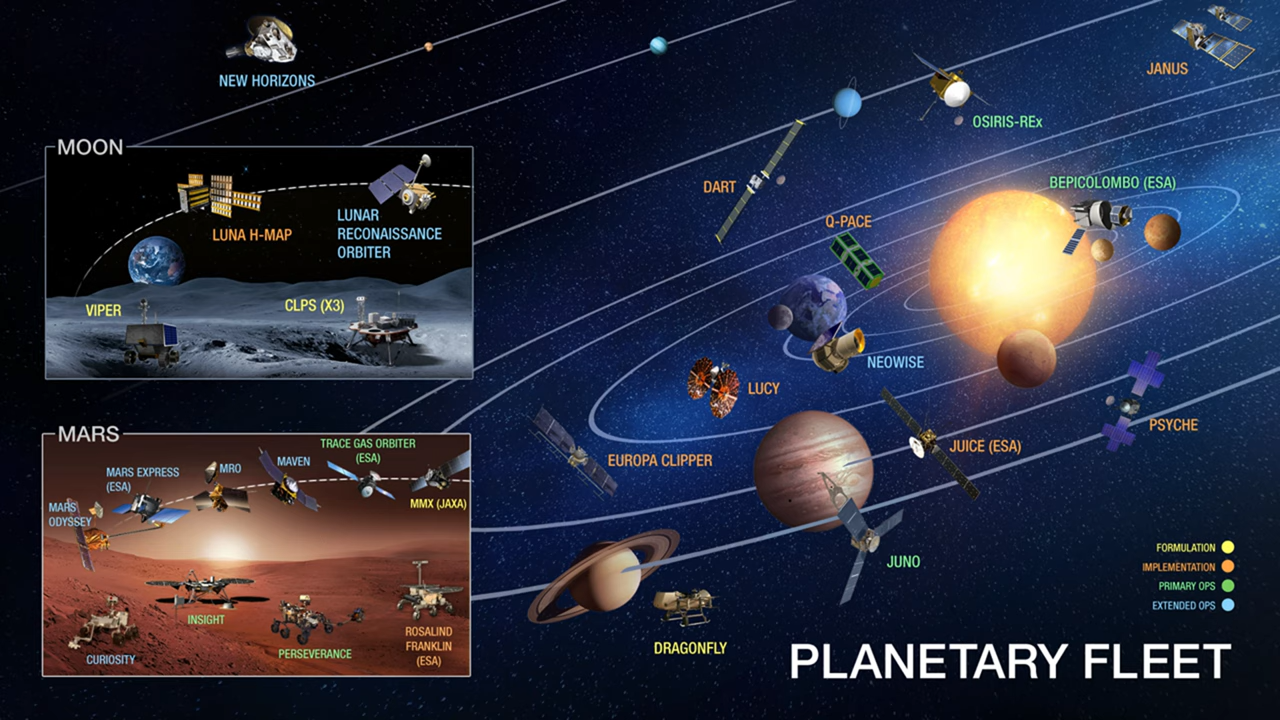 NEW HORIZONS
JANUS
OSIRIS-REx
DART
BEPICOLOMBO (ESA)
Q-PACE
MOON
LUNA H-MAP
LUNAR
RECONAISSANCE
ORBITER
VIPER
CLPS (X3)
NEOWISE
LUCY
PSYCHE
EUROPA CLIPPER
JUICE (ESA)
MARS
TRACE GAS ORBITER
(ESA)
MARS EXPRESS
(ESA)
MRO
MAVEN
MMX (JAXA)
MARS
ODYSSEY
INSIGHT
CURIOSITY
PERSEVERANCE
ROSALIND
FRANKLIN
(ESA)
JUNO
DRAGONFLY
FORMULATION
IMPLEMENTATION
PRIMARY OPS
EXTENDED OPS
PLANETARY FLEET